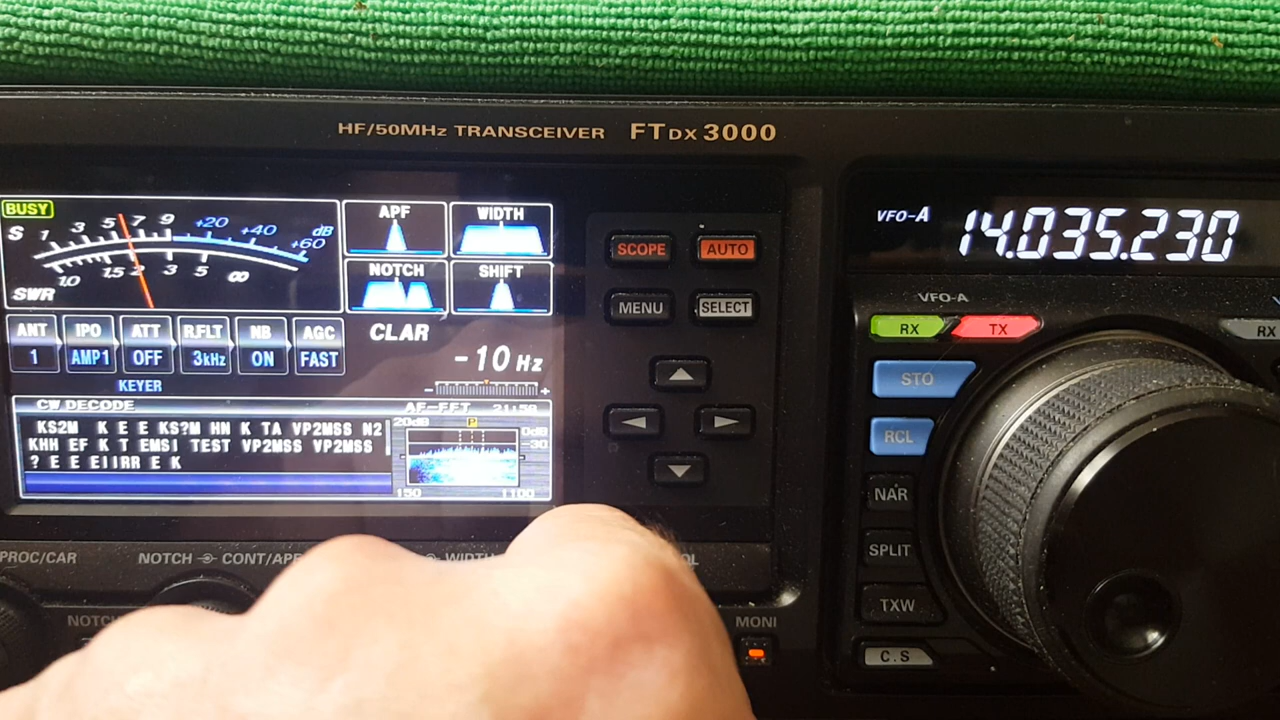 HF/50MHz TRANSCEIVER FTDX3000
BUSY
S 1 3 5 7 9 +20 +40 +60 dB
1.0 1.5 2 3 5 ∞
SWR
APF
WIDTH
NOTCH
SHIFT
ANT 1
IPO AMP1
ATT OFF
R.FLT 3kHz
NB ON
AGC FAST
CLAR
-10 Hz
KEYER
CW DECODE
KS2M K E E KS?M HN K TA VP2MSS N2
KHH EF K T EMSI TEST VP2MSS VP2MSS
? E E EIIRR E K
AF-FFT 21:58
20dB 0dB
-30
P
150 1100
SCOPE
AUTO
MENU
SELECT
VFO-A 14.035.230
VFO-A
RX TX
RX
STO
RCL
NAR
SPLIT
TXW
C.S
PROC/CAR
NOTCH CONT/APF
WIDTH
NOTCH
MONI